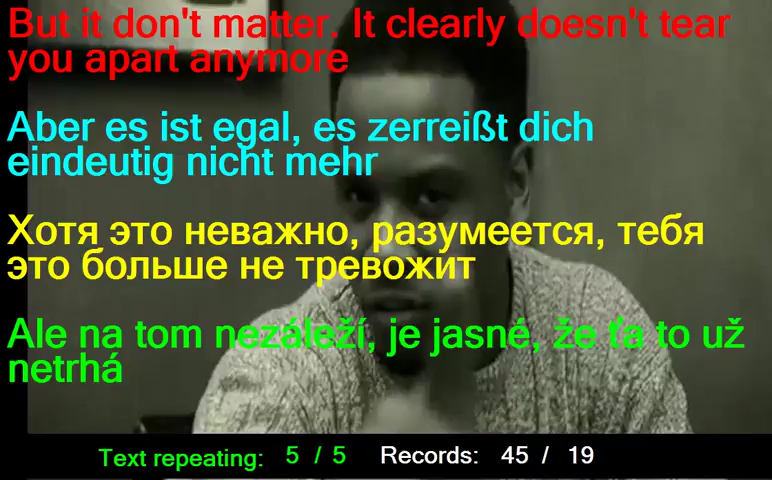 But it don't matter. It clearly doesn't tear
you apart anymore
Aber es ist egal, es zerreißt dich
eindeutig nicht mehr
Хотя это неважно, разумеется, тебя
это больше не тревожит
Ale na tom nezáleží, je jasné, že ťa to už
netrhá
Text repeating: 5 / 5 Records: 45 / 19